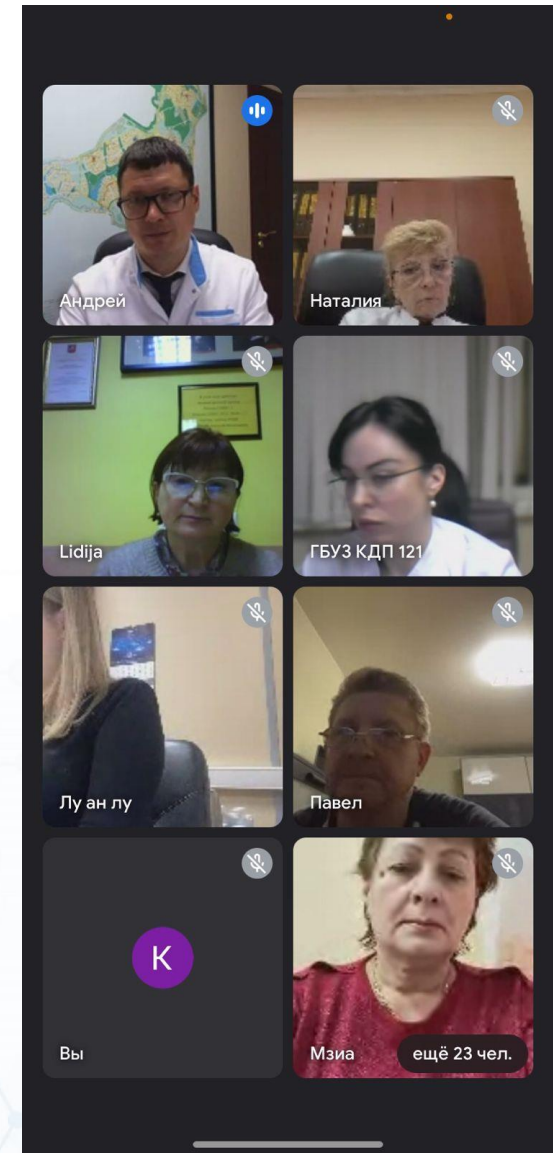 Андрей
Наталия
Lidija
ГБУЗ КДП 121
Лу ан лу
Павел
K
Вы
Мзиа
ещё 23 чел.